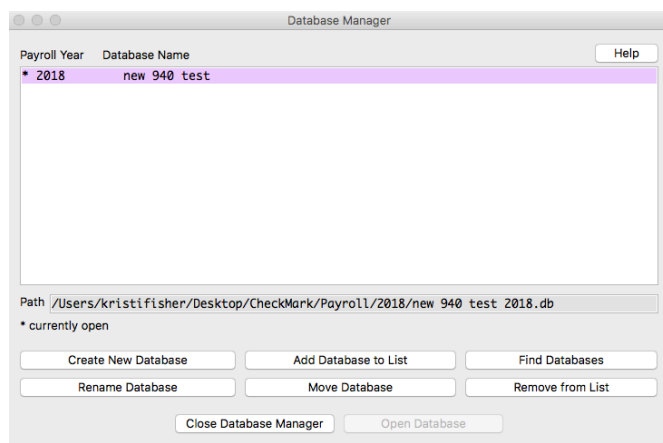 Database Manager
Payroll Year Database Name Help
* 2018 new 940 test
Path /Users/kristifisher/Desktop/CheckMark/Payroll/2018/new 940 test 2018.db
* currently open
Create New Database Add Database to List Find Databases
Rename Database Move Database Remove from List
Close Database Manager Open Database